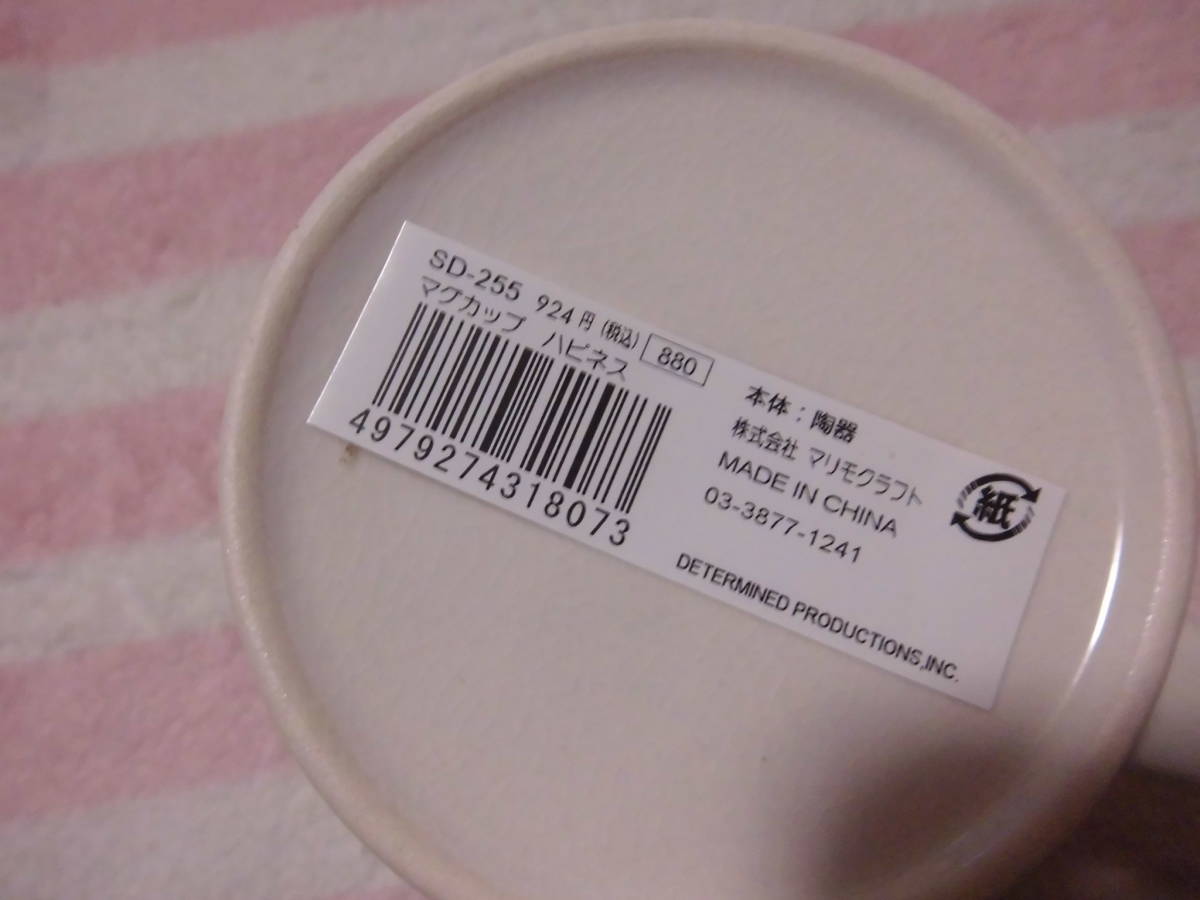 SD-255 924円(税込) 880
マグカップ ハピネス
4979274318073
本体：陶器
株式会社 マリモクラフト
MADE IN CHINA
03-3877-1241
紙
DETERMINED PRODUCTIONS,INC.